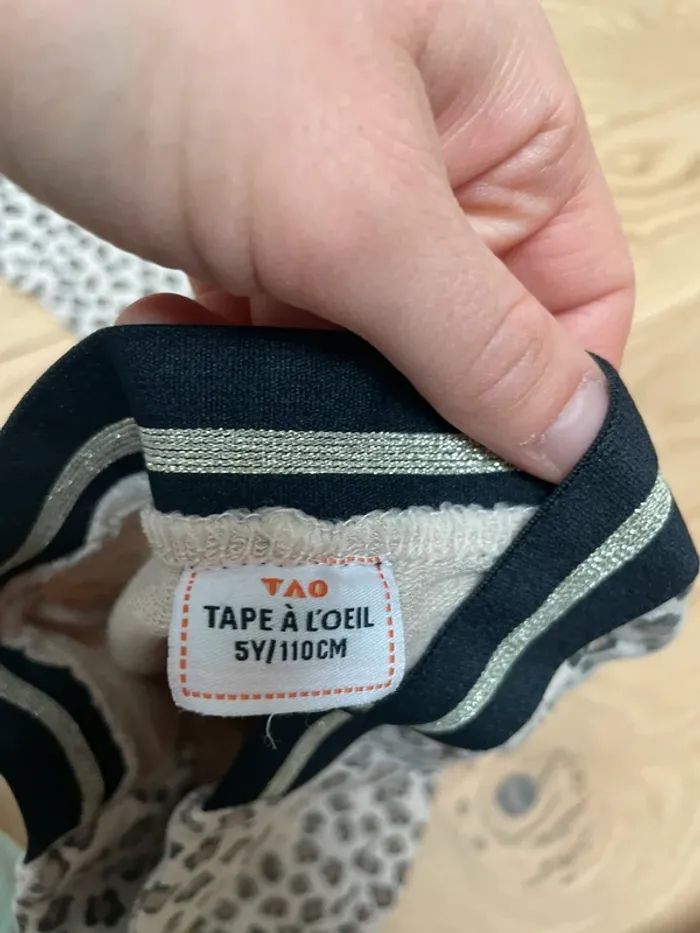 TAO
TAPE À L'OEIL
5Y/110CM